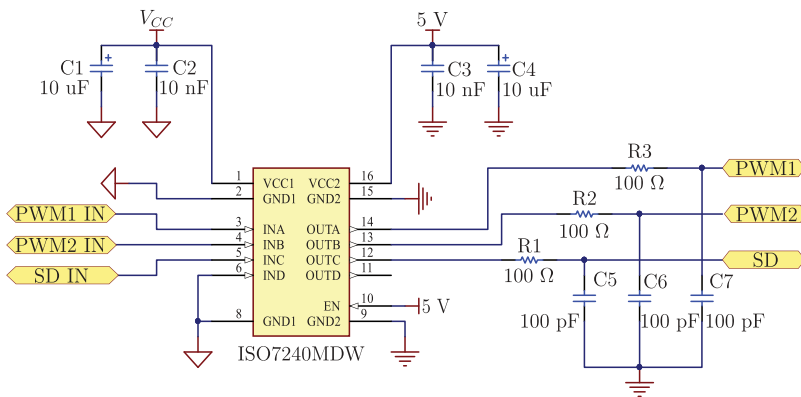 V_CC
5 V
C1
10 uF
C2
10 nF
C3
10 nF
C4
10 uF
1
VCC1
VCC2
16
2
GND1
GND2
15
3
INA
OUTA
14
4
INB
OUTB
13
5
INC
OUTC
12
6
IND
OUTD
11
EN
10
5 V
8
GND1
GND2
9
ISO7240MDW
PWM1 IN
PWM2 IN
SD IN
R3
100 Ω
PWM1
R2
100 Ω
PWM2
R1
100 Ω
SD
C5
100 pF
C6
100 pF
C7
100 pF